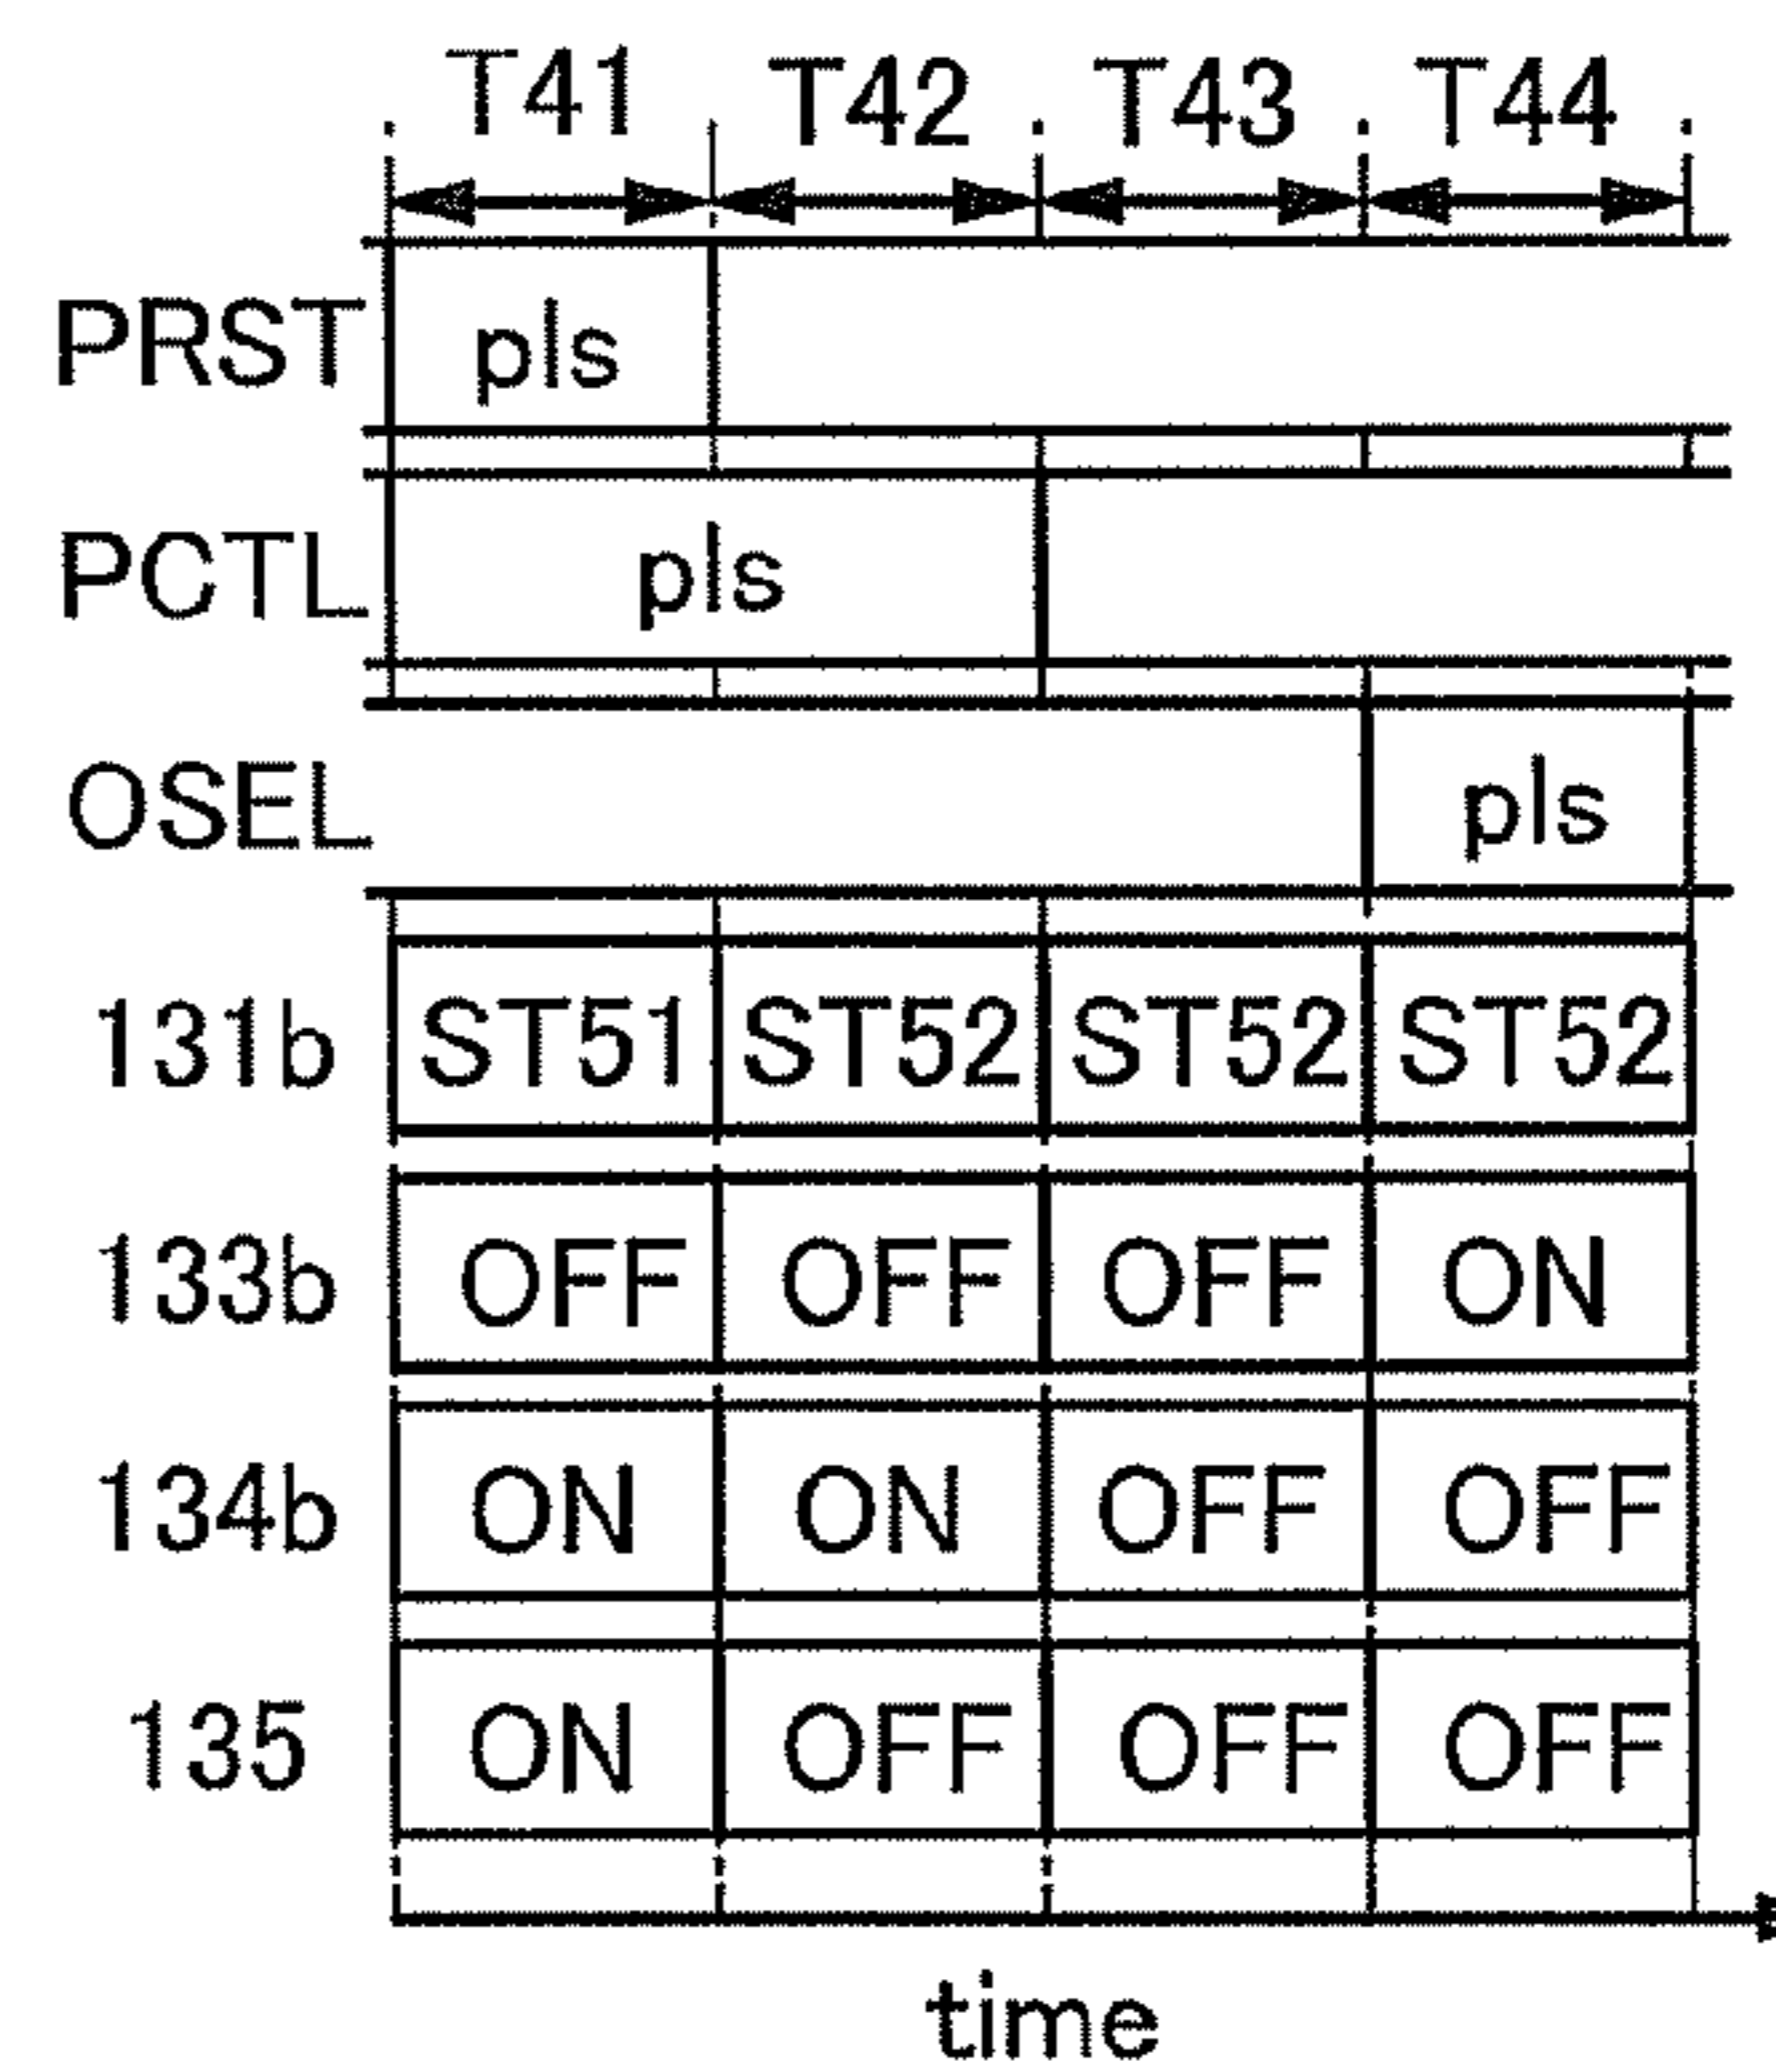 T41 T42 T43 T44
PRST pls
PCTL pls
OSEL pls
131b ST51 ST52 ST52 ST52
133b OFF OFF OFF ON
134b ON ON OFF OFF
135 ON OFF OFF OFF
time